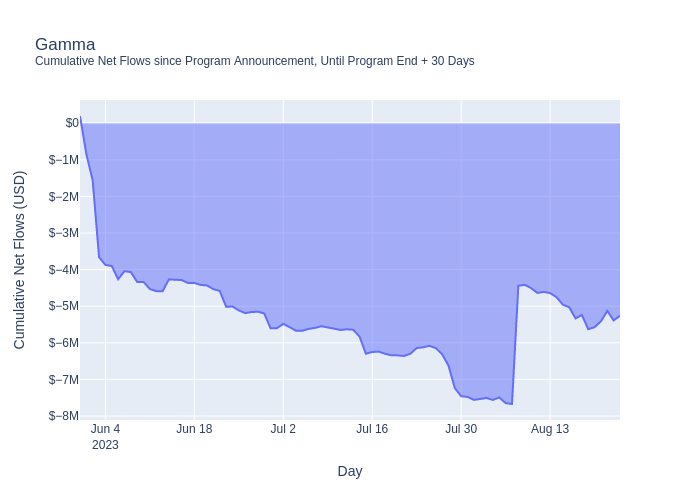 Gamma
Cumulative Net Flows since Program Announcement, Until Program End + 30 Days
Cumulative Net Flows (USD)
$0
$−1M
$−2M
$−3M
$−4M
$−5M
$−6M
$−7M
$−8M
Jun 4 Jun 18 Jul 2 Jul 16 Jul 30 Aug 13
2023
Day